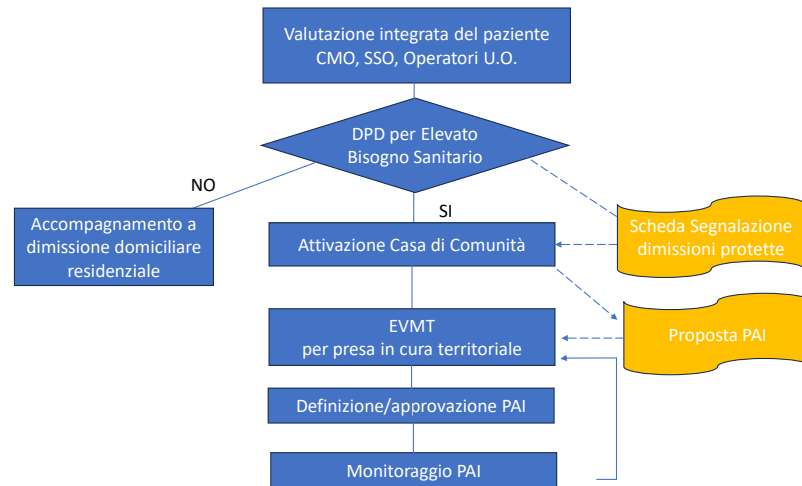 Valutazione integrata del paziente
CMO, SSO, Operatori U.O.
DPD per Elevato
Bisogno Sanitario
NO
SI
Accompagnamento a
dimissione domiciliare
residenziale
Attivazione Casa di Comunità
Scheda Segnalazione
dimissioni protette
EVMT
per presa in cura territoriale
Proposta PAI
Definizione/approvazione PAI
Monitoraggio PAI